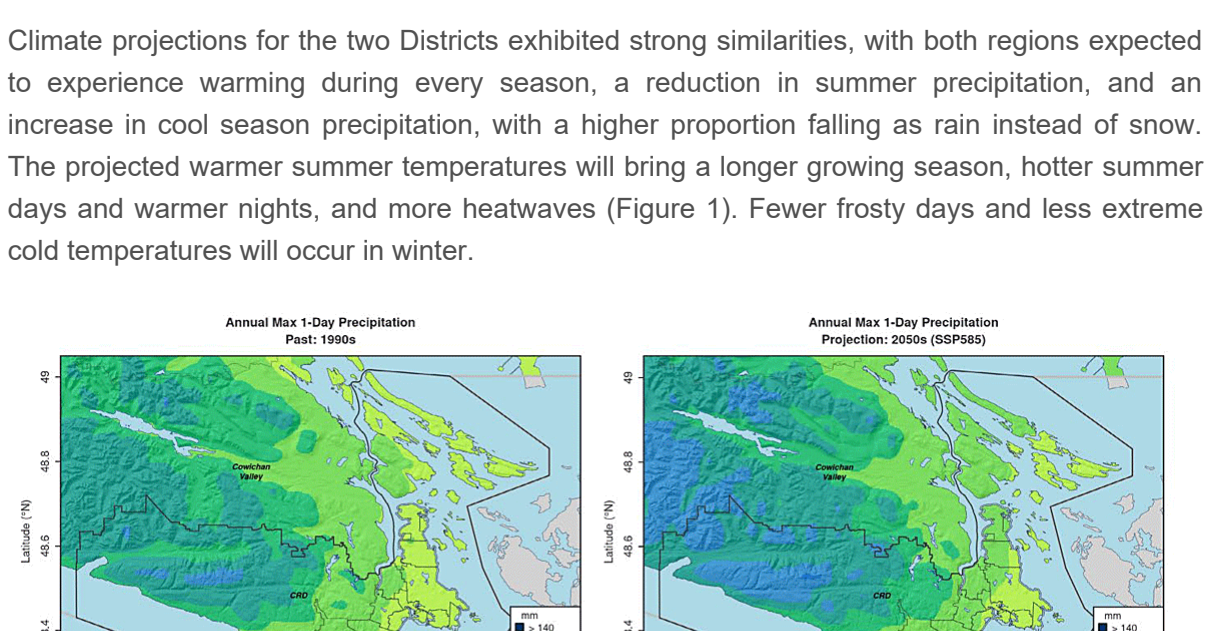 Climate projections for the two Districts exhibited strong similarities, with both regions expected
to experience warming during every season, a reduction in summer precipitation, and an
increase in cool season precipitation, with a higher proportion falling as rain instead of snow.
The projected warmer summer temperatures will bring a longer growing season, hotter summer
days and warmer nights, and more heatwaves (Figure 1). Fewer frosty days and less extreme
cold temperatures will occur in winter.
Annual Max 1-Day Precipitation
Past: 1990s
49
48.8
48.6
.4
Latitude (°N)
Cowichan
Valley
CRD
mm
> 140
Annual Max 1-Day Precipitation
Projection: 2050s (SSP585)
49
48.8
48.6
.4
Latitude (°N)
Cowichan
Valley
CRD
mm
> 140